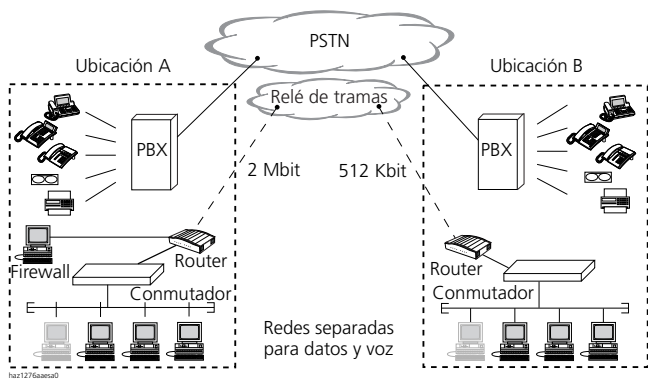 PSTN
Ubicación A
Ubicación B
Relé de tramas
PBX
PBX
2 Mbit
512 Kbit
Router
Firewall
Router
Conmutador
Conmutador
Redes separadas
para datos y voz
haz1276aaesa0